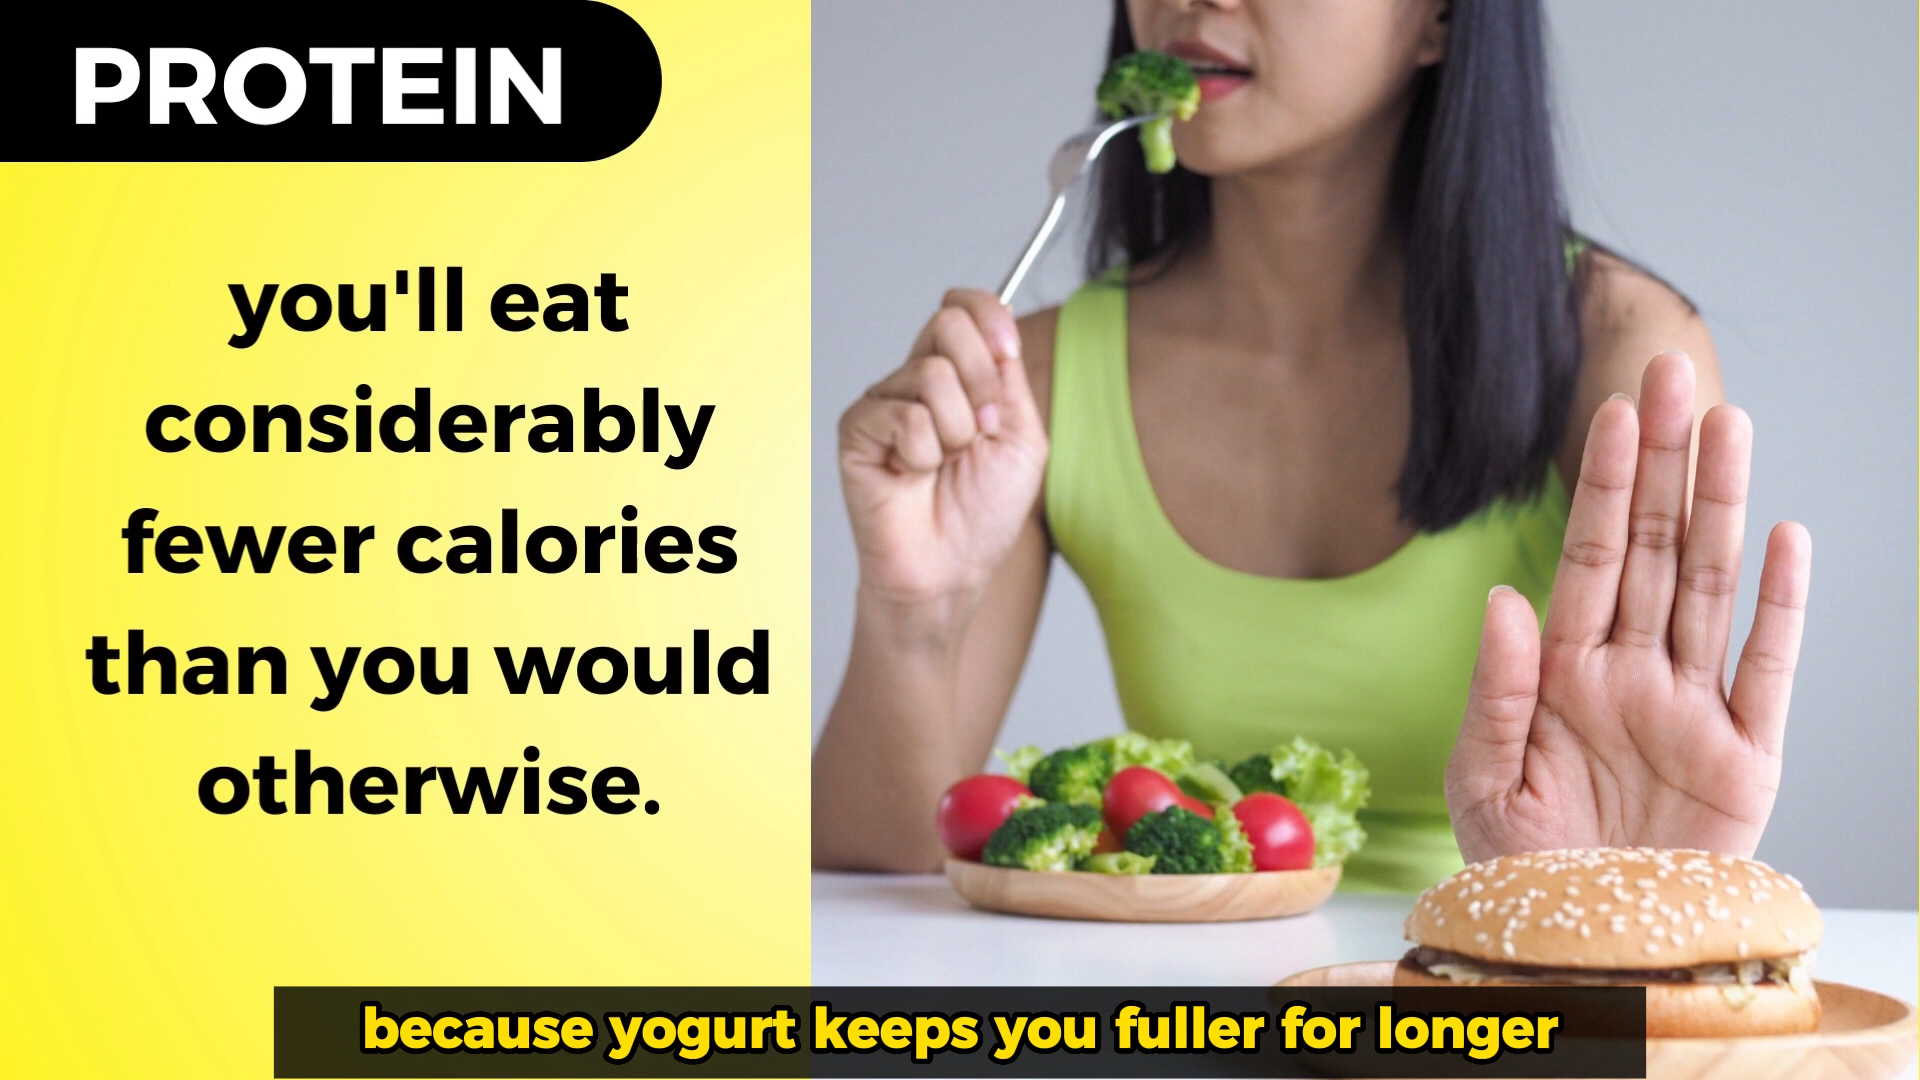 PROTEIN
you'll eat
considerably
fewer calories
than you would
otherwise.
because yogurt keeps you fuller for longer